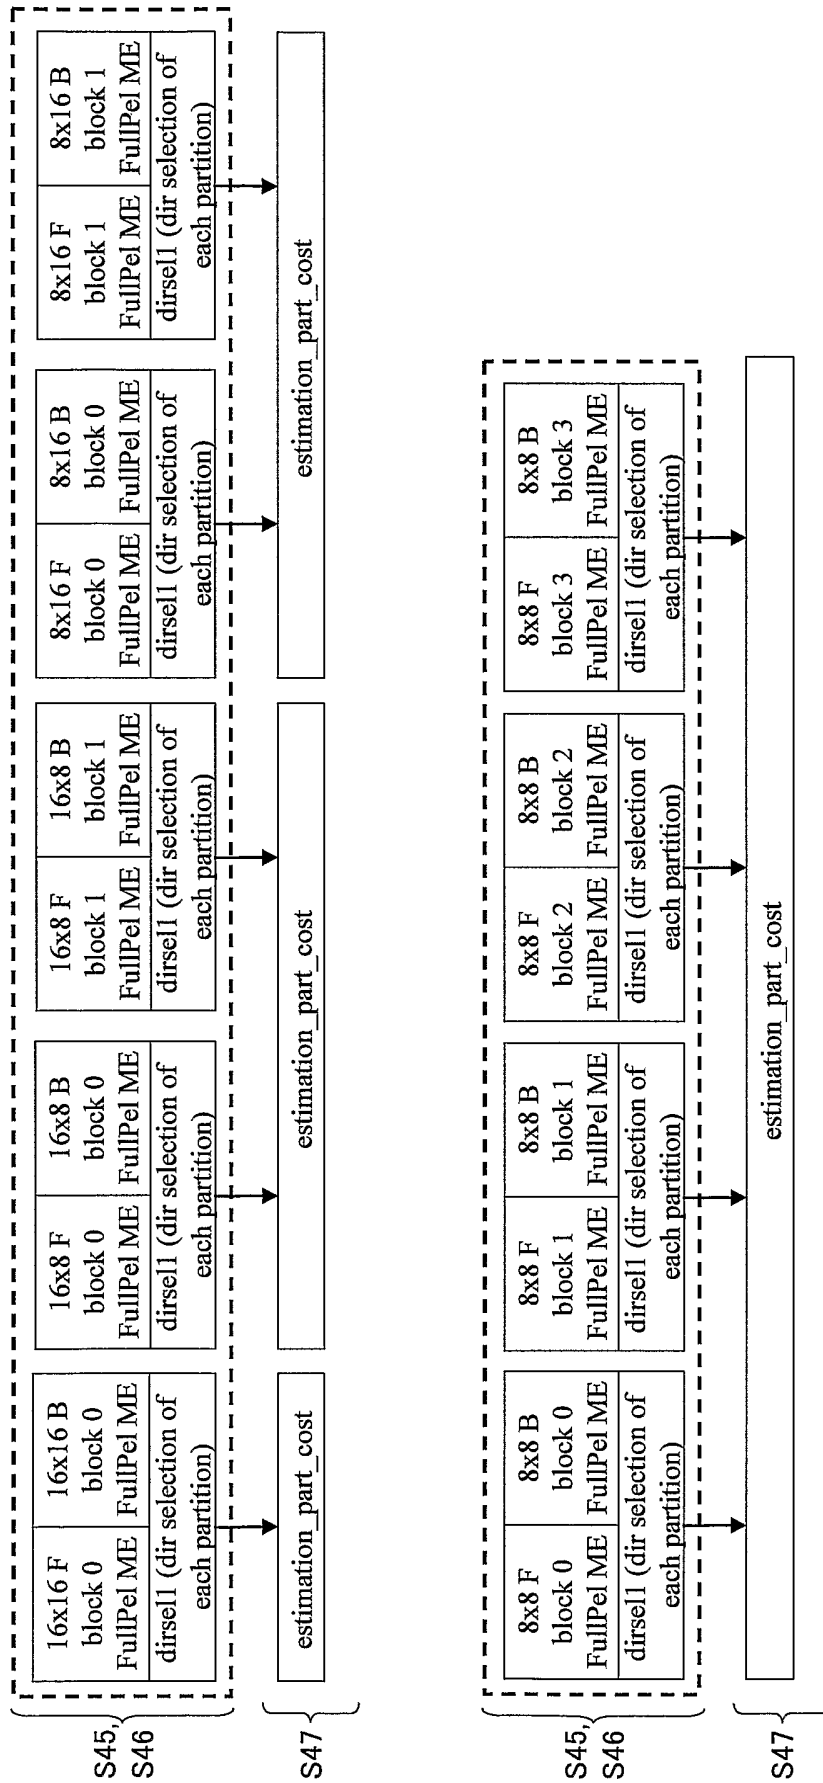 S45,
S46
16x16 F
block 0
FullPel ME
16x16 B
block 0
FullPel ME
dirsel1 (dir selection of
each partition)
16x8 F
block 0
FullPel ME
16x8 B
block 0
FullPel ME
dirsel1 (dir selection of
each partition)
16x8 F
block 1
FullPel ME
16x8 B
block 1
FullPel ME
dirsel1 (dir selection of
each partition)
8x16 F
block 0
FullPel ME
8x16 B
block 0
FullPel ME
dirsel1 (dir selection of
each partition)
8x16 F
block 1
FullPel ME
8x16 B
block 1
FullPel ME
dirsel1 (dir selection of
each partition)
S47
estimation_part_cost
estimation_part_cost
estimation_part_cost
S45,
S46
8x8 F
block 0
FullPel ME
8x8 B
block 0
FullPel ME
dirsel1 (dir selection of
each partition)
8x8 F
block 1
FullPel ME
8x8 B
block 1
FullPel ME
dirsel1 (dir selection of
each partition)
8x8 F
block 2
FullPel ME
8x8 B
block 2
FullPel ME
dirsel1 (dir selection of
each partition)
8x8 F
block 3
FullPel ME
8x8 B
block 3
FullPel ME
dirsel1 (dir selection of
each partition)
S47
estimation_part_cost